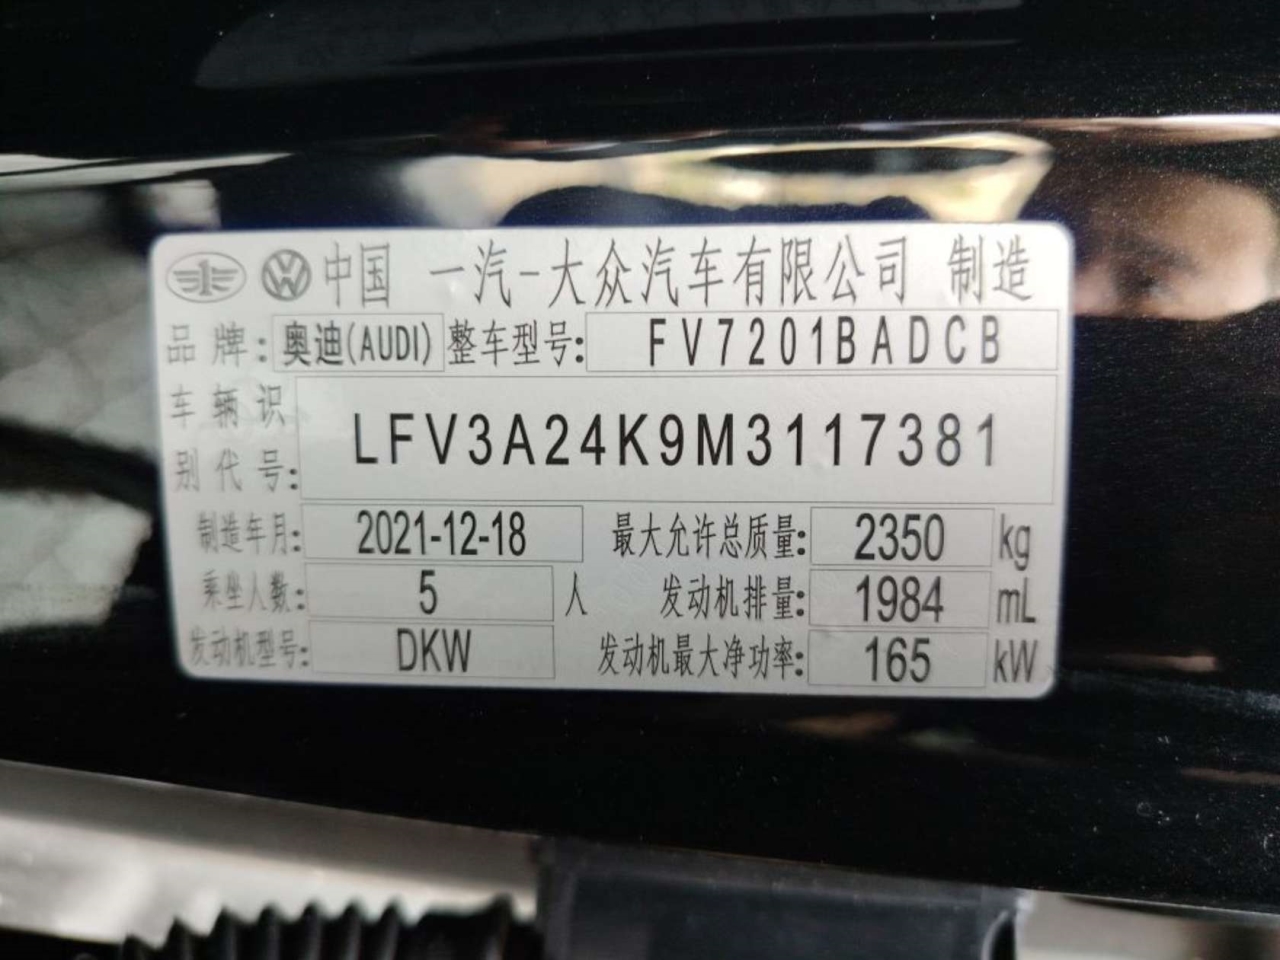 中国 一汽-大众汽车有限公司 制造
品牌: 奥迪(AUDI) 整车型号: FV7201BADCB
车辆识别代号: LFV3A24K9M3117381
制造年月: 2021-12-18 最大允许总质量: 2350 kg
乘坐人数: 5 人 发动机排量: 1984 mL
发动机型号: DKW 发动机最大净功率: 165 kW